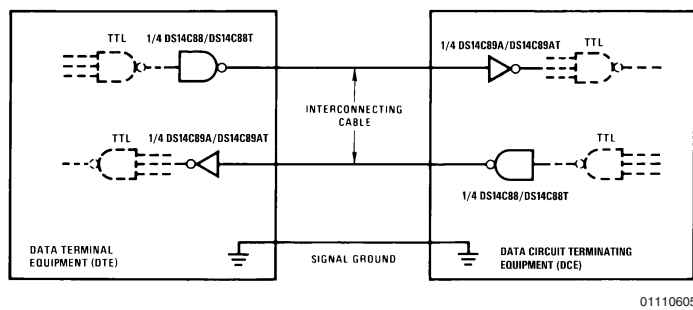 TTL
1/4 DS14C88/DS14C88T
1/4 DS14C89A/DS14C89AT
TTL
INTERCONNECTING
CABLE
TTL
1/4 DS14C89A/DS14C89AT
TTL
1/4 DS14C88/DS14C88T
DATA TERMINAL
EQUIPMENT (DTE)
SIGNAL GROUND
DATA CIRCUIT TERMINATING
EQUIPMENT (DCE)
01110605